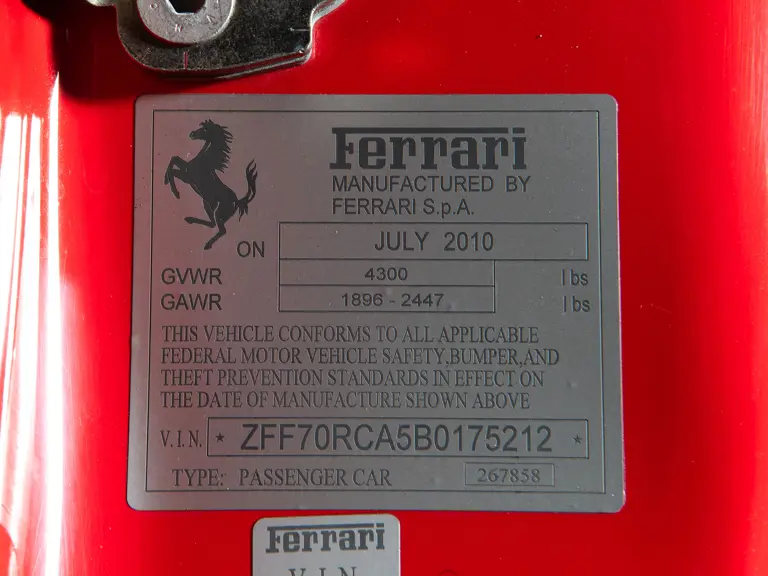 Ferrari
MANUFACTURED BY
FERRARI S.p.A.
ON JULY 2010
GVWR 4300 lbs
GAWR 1896 - 2447 lbs
THIS VEHICLE CONFORMS TO ALL APPLICABLE
FEDERAL MOTOR VEHICLE SAFETY,BUMPER,AND
THEFT PREVENTION STANDARDS IN EFFECT ON
THE DATE OF MANUFACTURE SHOWN ABOVE
V.I.N. * ZFF70RCA5B0175212 *
TYPE: PASSENGER CAR 267858
Ferrari
V.I.N.